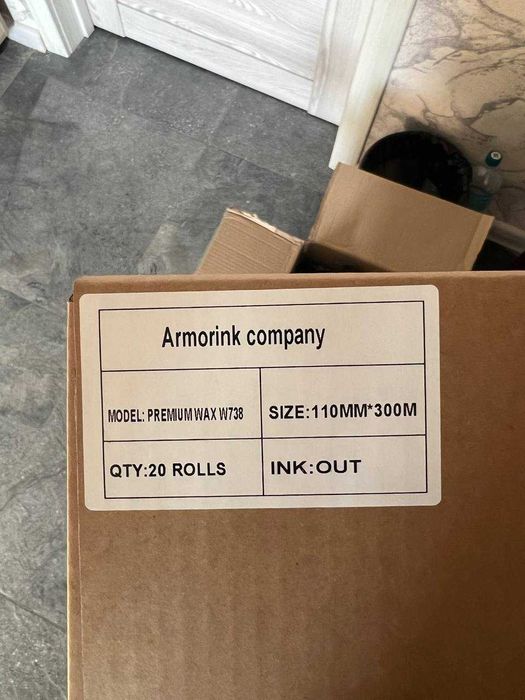 Armorink company
MODEL: PREMIUM WAX W738
SIZE:110MM*300M
QTY:20 ROLLS
INK:OUT